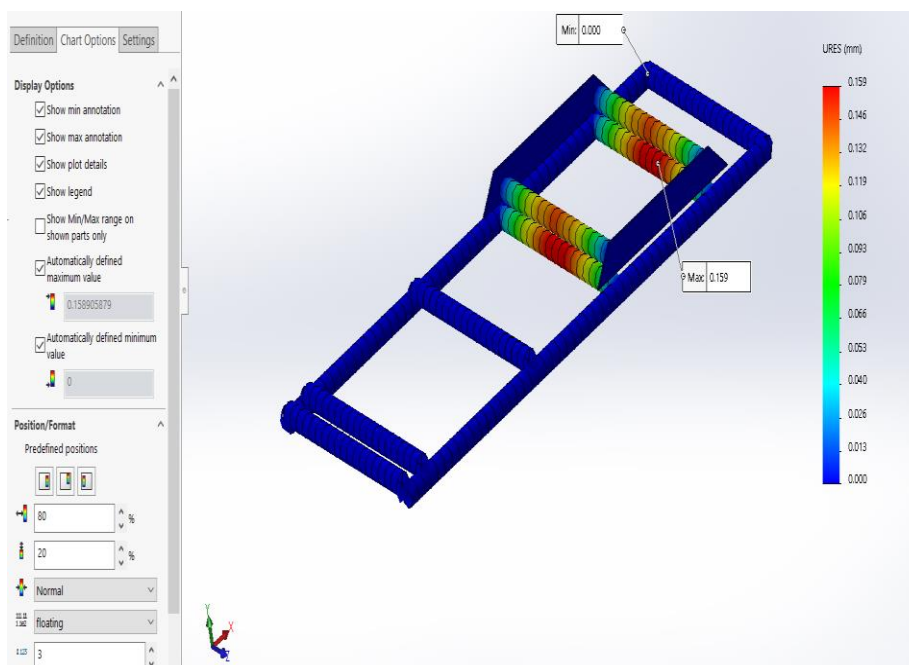 Definition Chart Options Settings
Display Options
Show min annotation
Show max annotation
Show plot details
Show legend
Show Min/Max range on
shown parts only
Automatically defined
maximum value
0.158905879
Automatically defined minimum
value
0
Position/Format
Predefined positions
80 %
20 %
Normal
floating
3
Min: 0.000
Max: 0.159
URES (mm)
0.159
0.146
0.132
0.119
0.106
0.093
0.079
0.066
0.053
0.040
0.026
0.013
0.000
Y
X
Z